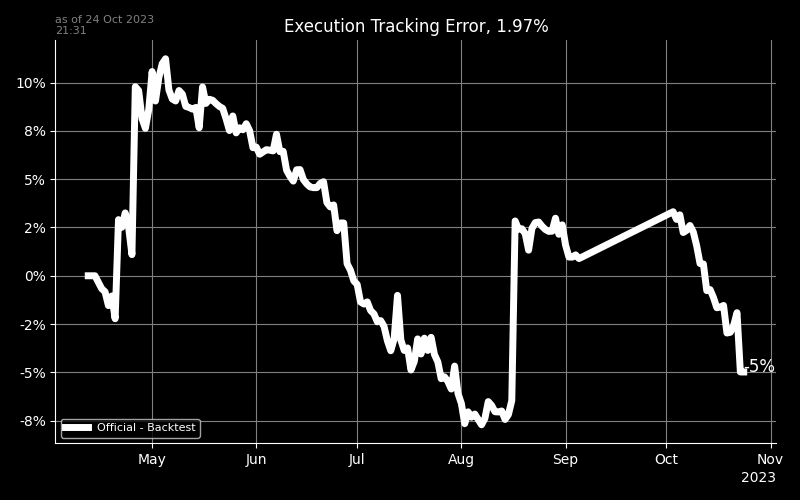 as of 24 Oct 2023
21:31
Execution Tracking Error, 1.97%
10%
8%
5%
2%
0%
-2%
-5%
-8%
-5%
Official - Backtest
May Jun Jul Aug Sep Oct Nov
2023